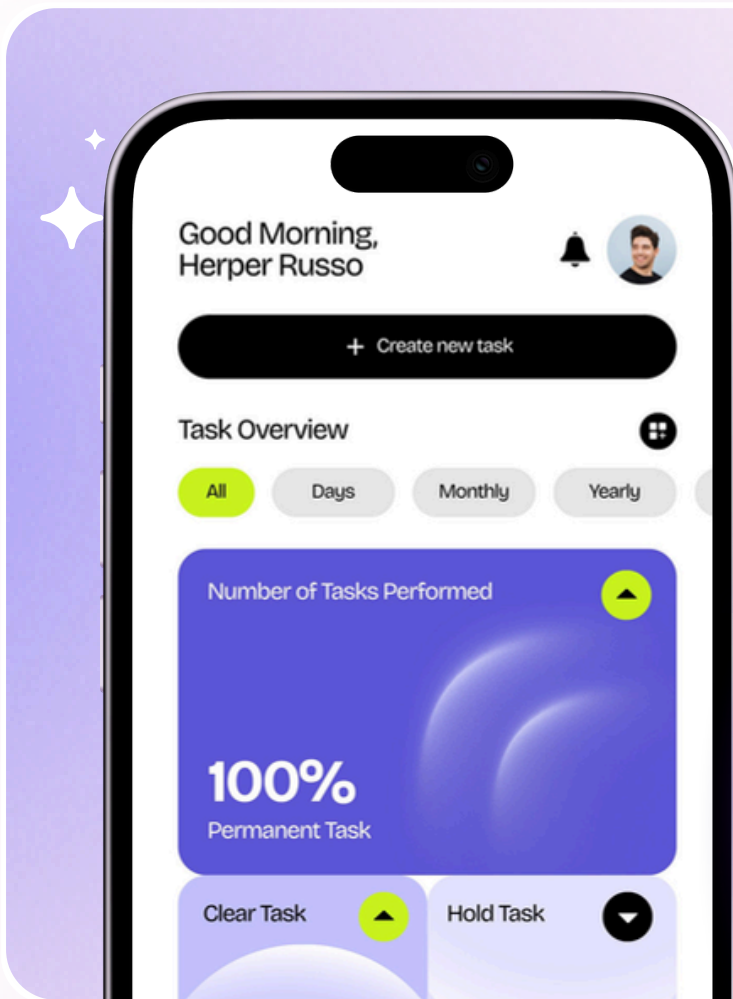 Good Morning,
Herper Russo
+ Create new task
Task Overview
All
Days
Monthly
Yearly
Number of Tasks Performed
100%
Permanent Task
Clear Task
Hold Task